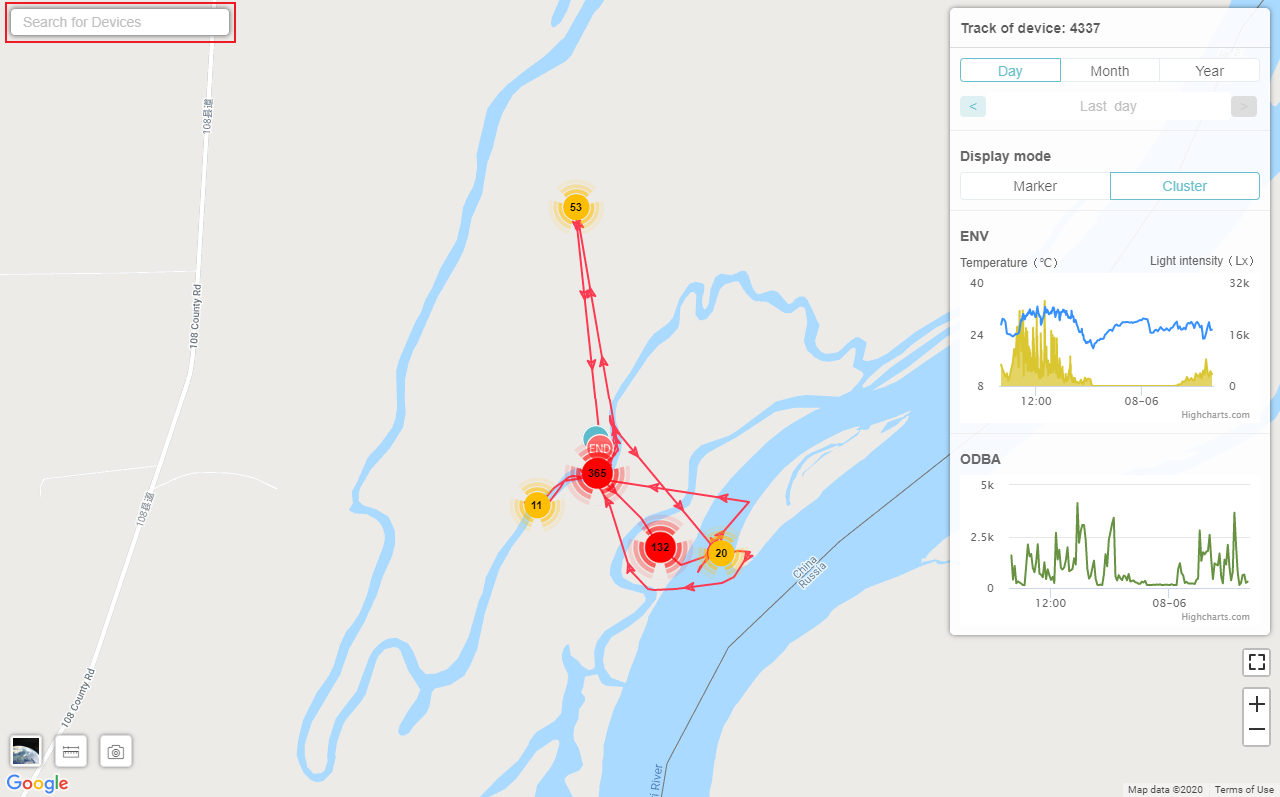 Search for Devices
Track of device: 4337
Day Month Year
< Last day >
Display mode
Marker Cluster
ENV
Temperature（℃） Light intensity（Lx）
40 32k
24 16k
8 0
12:00 08-06
Highcharts.com
ODBA
5k
2.5k
0
12:00 08-06
Highcharts.com
108县道
108 County Rd
108县道
108 County Rd
53
END
365
11
132
20
China
Russia
River
Google
Map data ©2020 Terms of Use